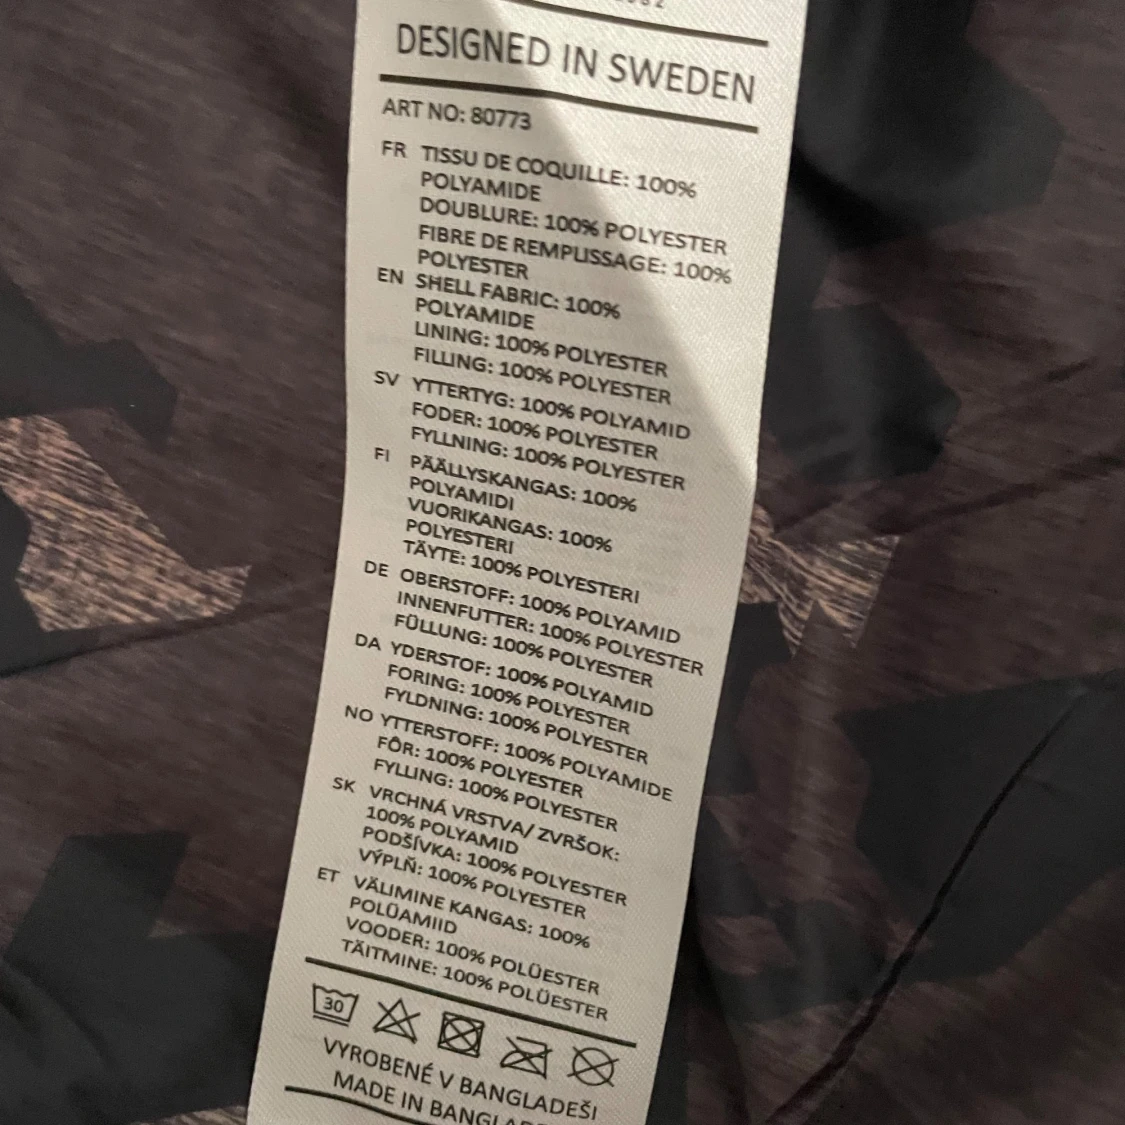 DESIGNED IN SWEDEN
ART NO: 80773
FR TISSU DE COQUILLE: 100%
POLYAMIDE
DOUBLURE: 100% POLYESTER
FIBRE DE REMPLISSAGE: 100%
POLYESTER
EN SHELL FABRIC: 100%
POLYAMIDE
LINING: 100% POLYESTER
FILLING: 100% POLYESTER
SV YTTERTYG: 100% POLYAMID
FODER: 100% POLYESTER
FYLLNING: 100% POLYESTER
FI PÄÄLLYSKANGAS: 100%
POLYAMIDI
VUORIKANGAS: 100%
POLYESTERI
TÄYTE: 100% POLYESTERI
DE OBERSTOFF: 100% POLYAMID
INNENFUTTER: 100% POLYESTER
FÜLLUNG: 100% POLYESTER
DA YDERSTOF: 100% POLYAMID
FORING: 100% POLYESTER
FYLDNING: 100% POLYESTER
NO YTTERSTOFF: 100% POLYAMIDE
FÔR: 100% POLYESTER
FYLLING: 100% POLYESTER
SK VRCHNÁ VRSTVA/ ZVRŠOK:
100% POLYAMID
PODŠÍVKA: 100% POLYESTER
VÝPLŇ: 100% POLYESTER
ET VÄLIMINE KANGAS: 100%
POLÜAMIID
VOODER: 100% POLÜESTER
TÄITMINE: 100% POLÜESTER
30
VYROBENÉ V BANGLADEŠI
MADE IN